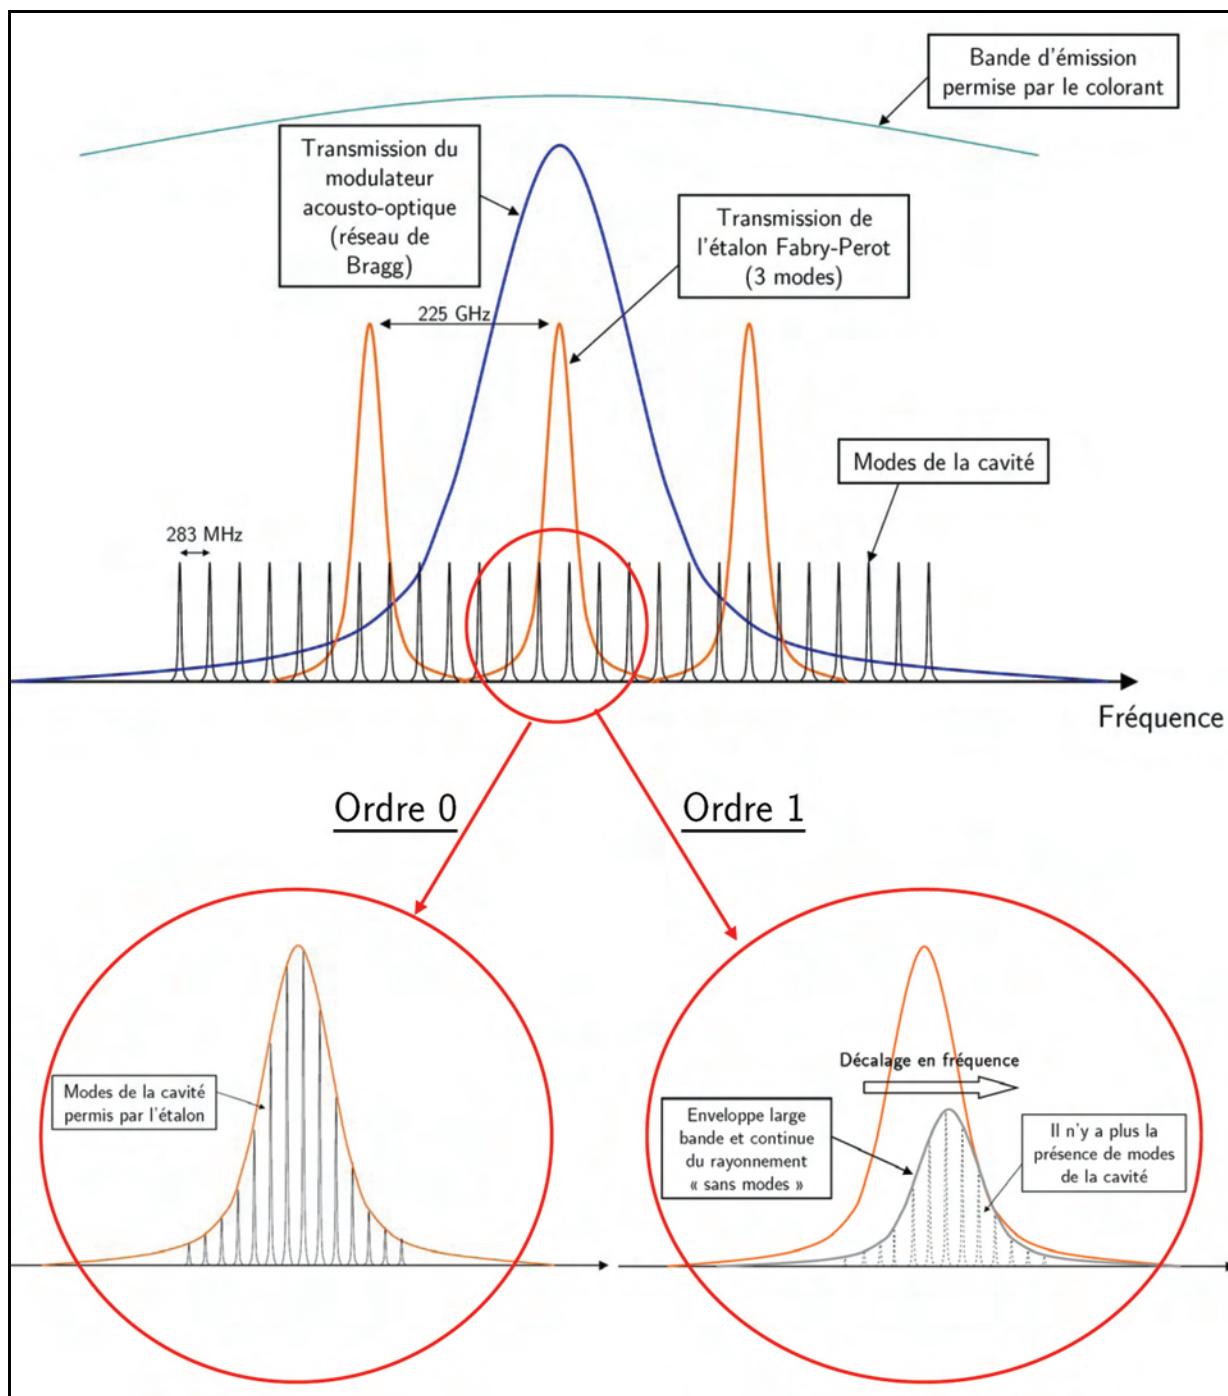 Bande d'émission
permise par le colorant
Transmission du
modulateur
acousto-optique
(réseau de
Bragg)
Transmission de
l'étalon Fabry-Perot
(3 modes)
225 GHz
Modes de la cavité
283 MHz
Fréquence
Ordre 0
Ordre 1
Modes de la cavité
permis par l'étalon
Décalage en fréquence
Enveloppe large
bande et continue
du rayonnement
« sans modes »
Il n'y a plus la
présence de modes
de la cavité